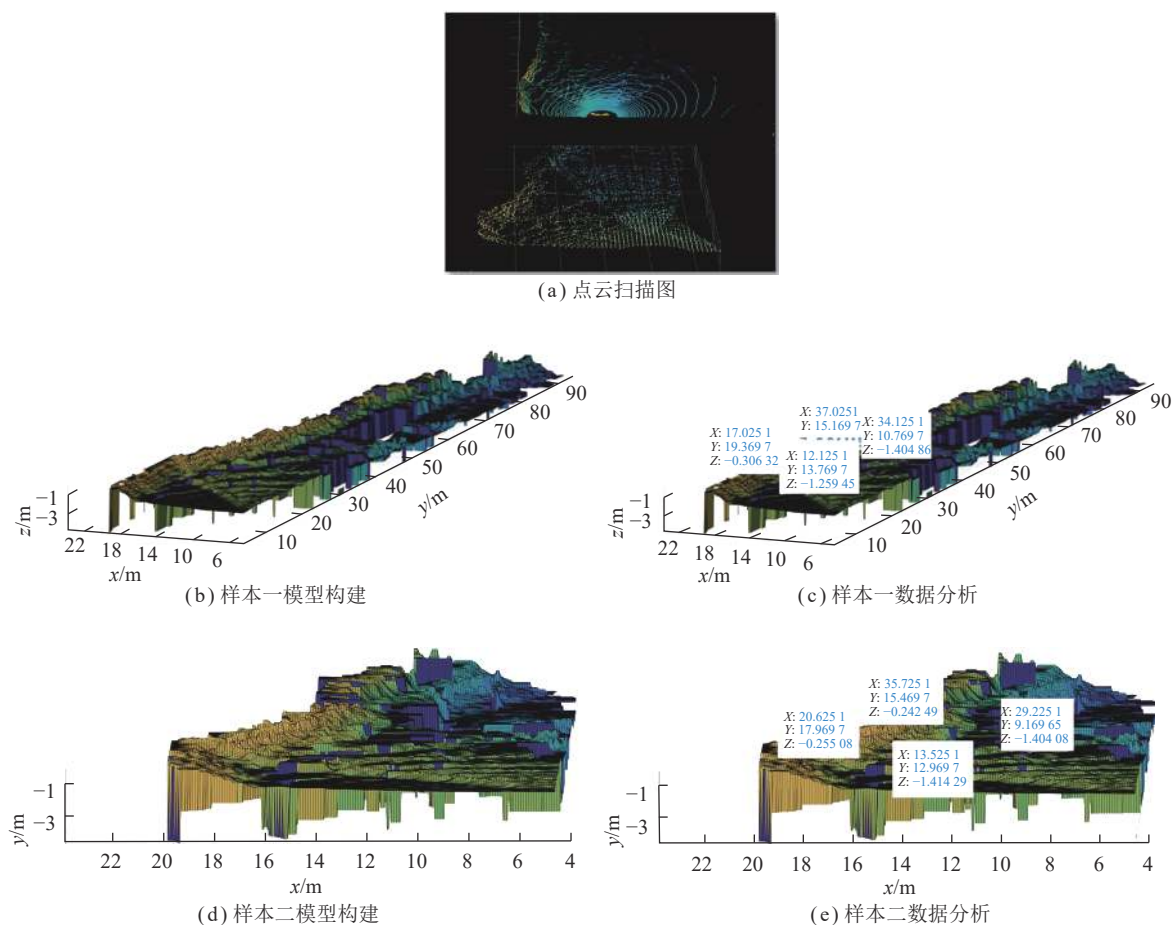 (a) 点云扫描图
−1
−3
z/m
22
18
14
10
6
x/m
10
20
30
40
50
60
70
80
90
y/m
(b) 样本一模型构建
X: 17.025 1
Y: 19.369 7
Z: −0.306 32
X: 37.0251
Y: 15.169 7
X: 12.125 1
Y: 13.769 7
Z: −1.259 45
X: 34.125 1
Y: 10.769 7
Z: −1.404 86
−1
−3
z/m
22
18
14
10
6
x/m
10
20
30
40
50
60
70
80
90
y/m
(c) 样本一数据分析
−1
−3
y/m
22
20
18
16
14
12
10
8
6
4
x/m
(d) 样本二模型构建
X: 20.625 1
Y: 17.969 7
Z: −0.255 08
X: 35.725 1
Y: 15.469 7
Z: −0.242 49
X: 13.525 1
Y: 12.969 7
Z: −1.414 29
X: 29.225 1
Y: 9.169 65
Z: −1.404 08
−1
−3
y/m
22
20
18
16
14
12
10
8
6
4
x/m
(e) 样本二数据分析